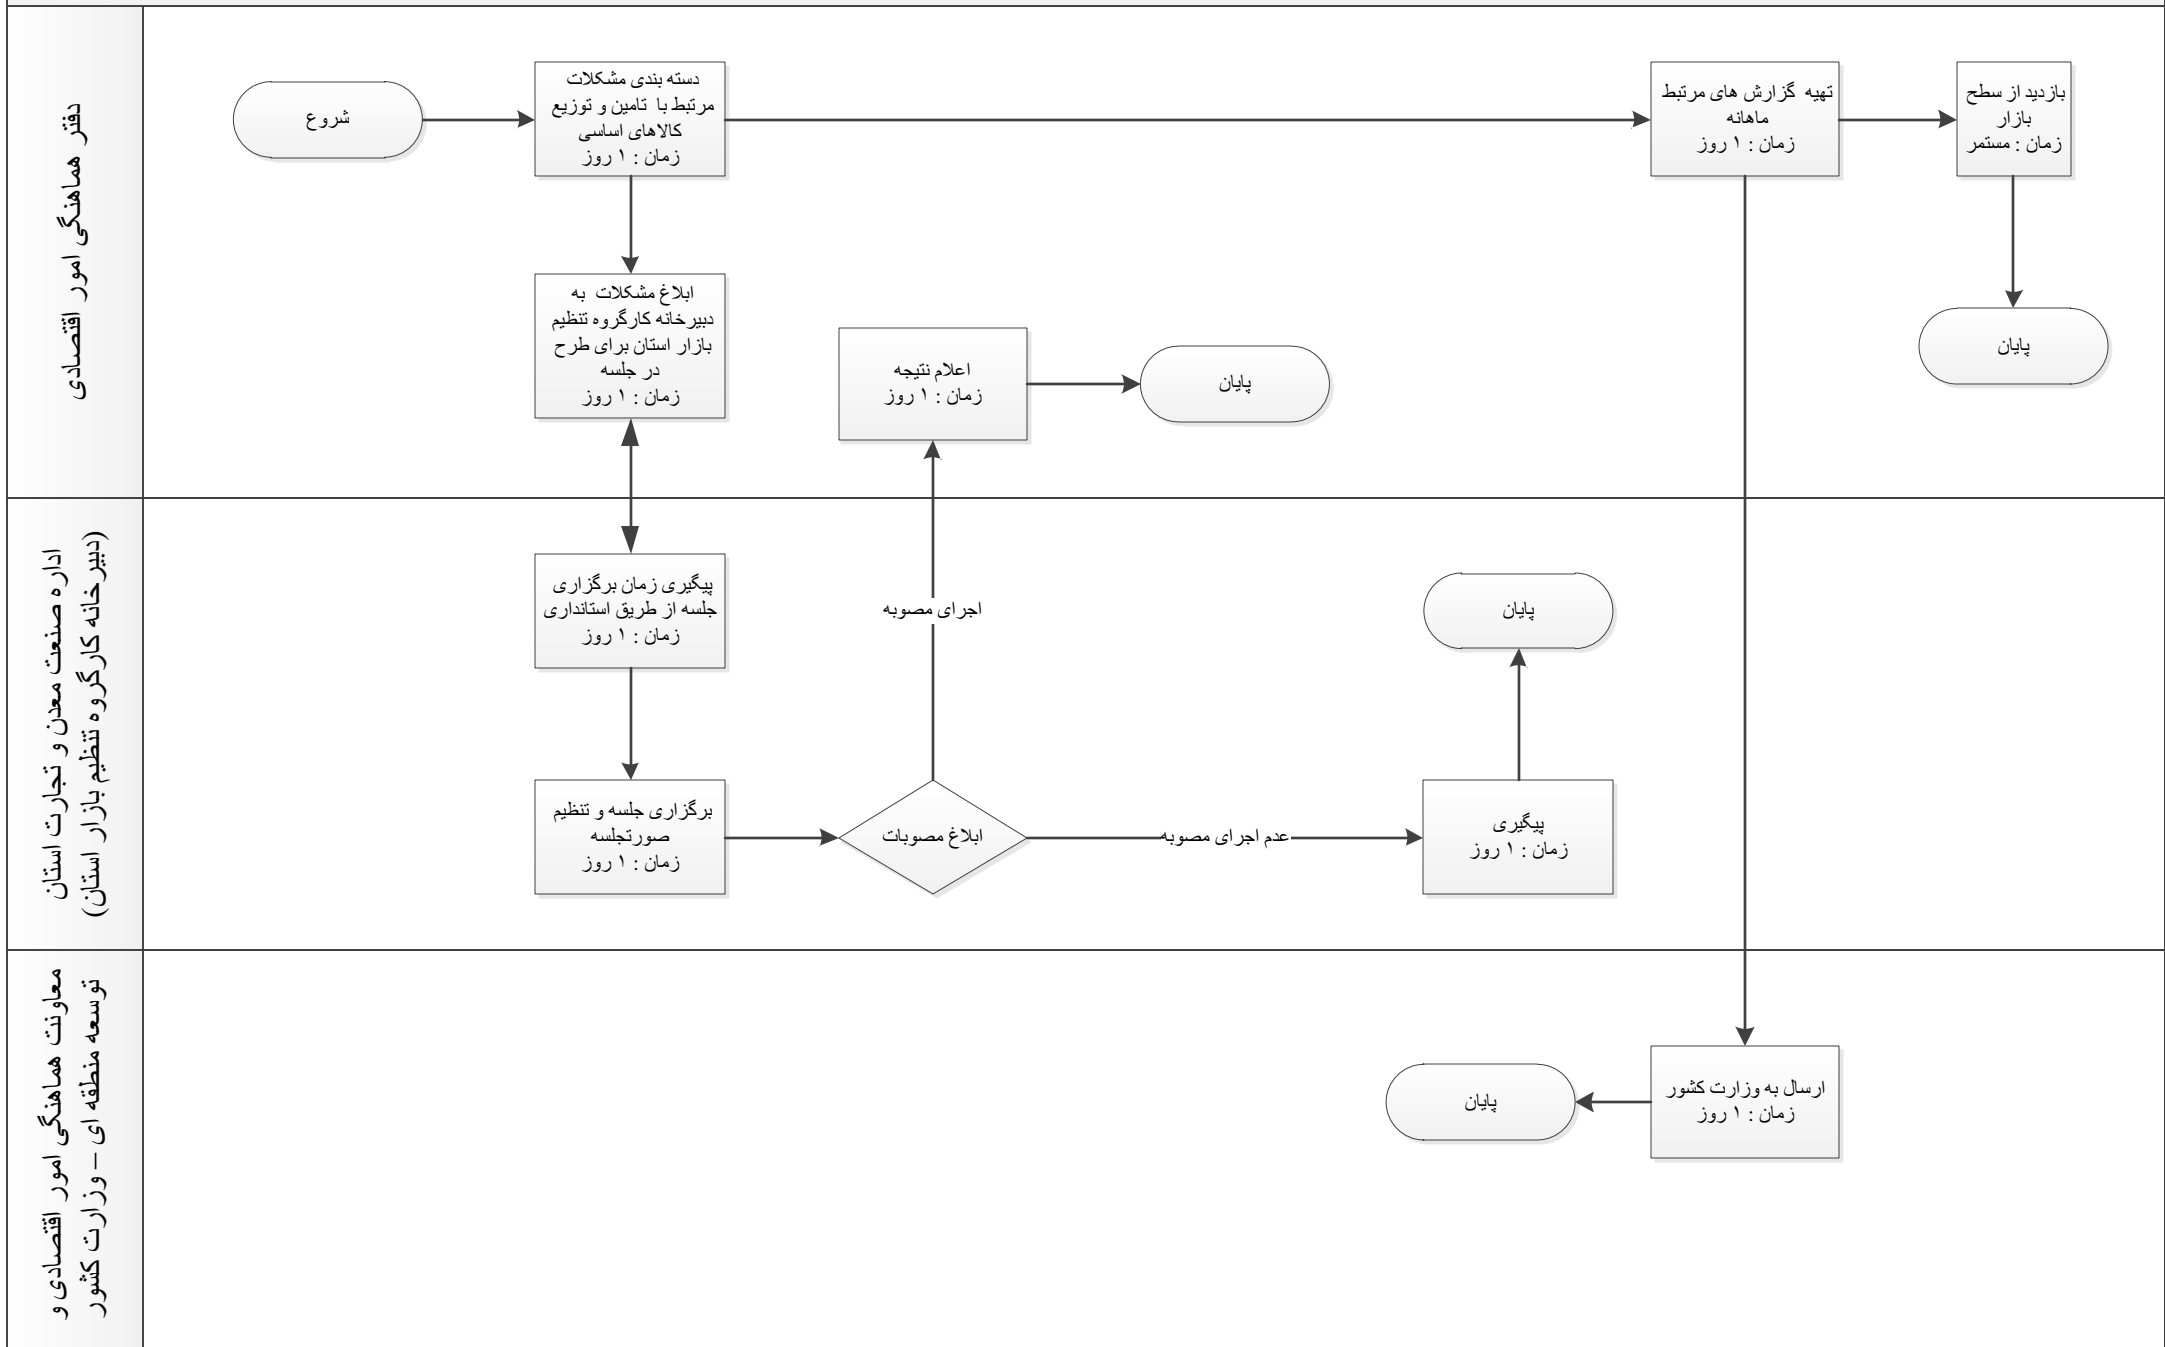 دفتر هماهنگی امور اقتصادی
شروع
دسته بندی مشکلات
مرتبط با تامین و توزیع
کالاهای اساسی
زمان : ۱ روز
تهیه گزارش های مرتبط
ماهانه
زمان : ۱ روز
بازدید از سطح
بازار
زمان : مستمر
ابلاغ مشکلات به
دبیرخانه کارگروه تنظیم
بازار استان برای طرح
در جلسه
زمان : ۱ روز
اعلام نتیجه
زمان : ۱ روز
پایان
پایان
اداره صنعت معدن و تجارت استان
(دبیرخانه کارگروه تنظیم بازار استان)
پیگیری زمان برگزاری
جلسه از طریق استانداری
زمان : ۱ روز
اجرای مصوبه
پایان
برگزاری جلسه و تنظیم
صورتجلسه
زمان : ۱ روز
ابلاغ مصوبات
عدم اجرای مصوبه
پیگیری
زمان : ۱ روز
معاونت هماهنگی امور اقتصادی و
توسعه منطقه ای – وزارت کشور
ارسال به وزارت کشور
زمان : ۱ روز
پایان